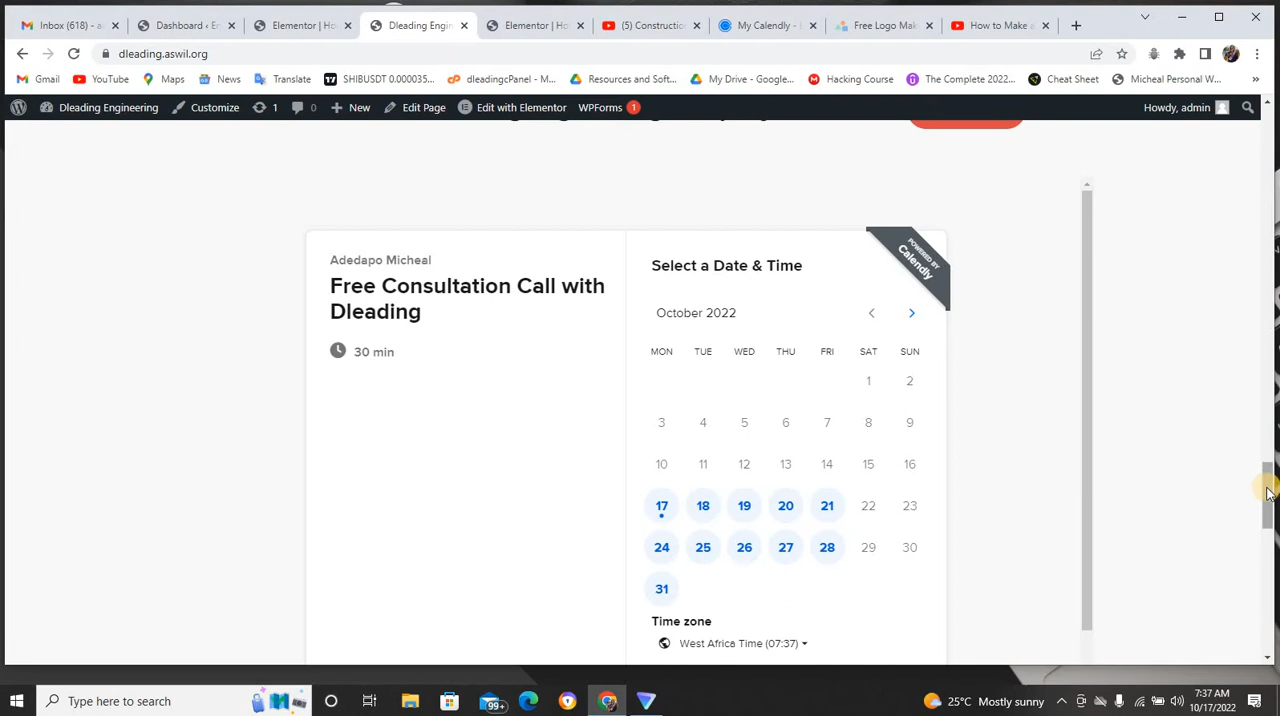 Inbox (618) - a
Dashboard ‹ E
Elementor | Ho
Dleading Engin
Elementor | Ho
(5) Construction
My Calendly -
Free Logo Mak
How to Make a
dleading.aswil.org
Gmail
YouTube
Maps
News
Translate
SHIBUSDT 0.000035...
dleadingcPanel - M...
Resources and Soft...
My Drive - Google...
Hacking Course
The Complete 2022...
Cheat Sheet
Micheal Personal W...
Dleading Engineering
Customize
1
0
New
Edit Page
Edit with Elementor
WPForms 1
Howdy, admin
Adedapo Micheal
Free Consultation Call with
Dleading
30 min
POWERED BY
Calendly
Select a Date & Time
October 2022
MON TUE WED THU FRI SAT SUN
1 2
3 4 5 6 7 8 9
10 11 12 13 14 15 16
17 18 19 20 21 22 23
24 25 26 27 28 29 30
31
Time zone
West Africa Time (07:37)
Type here to search
99+
25°C Mostly sunny
7:37 AM
10/17/2022